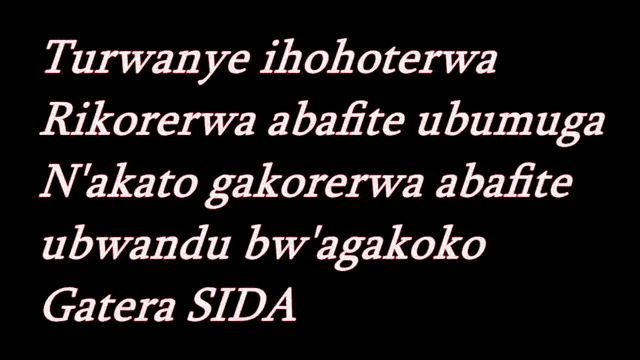 Turwanye ihohoterwa
Rikorerwa abafite ubumuga
N'akato gakorerwa abafite
ubwandu bw'agakoko
Gatera SIDA